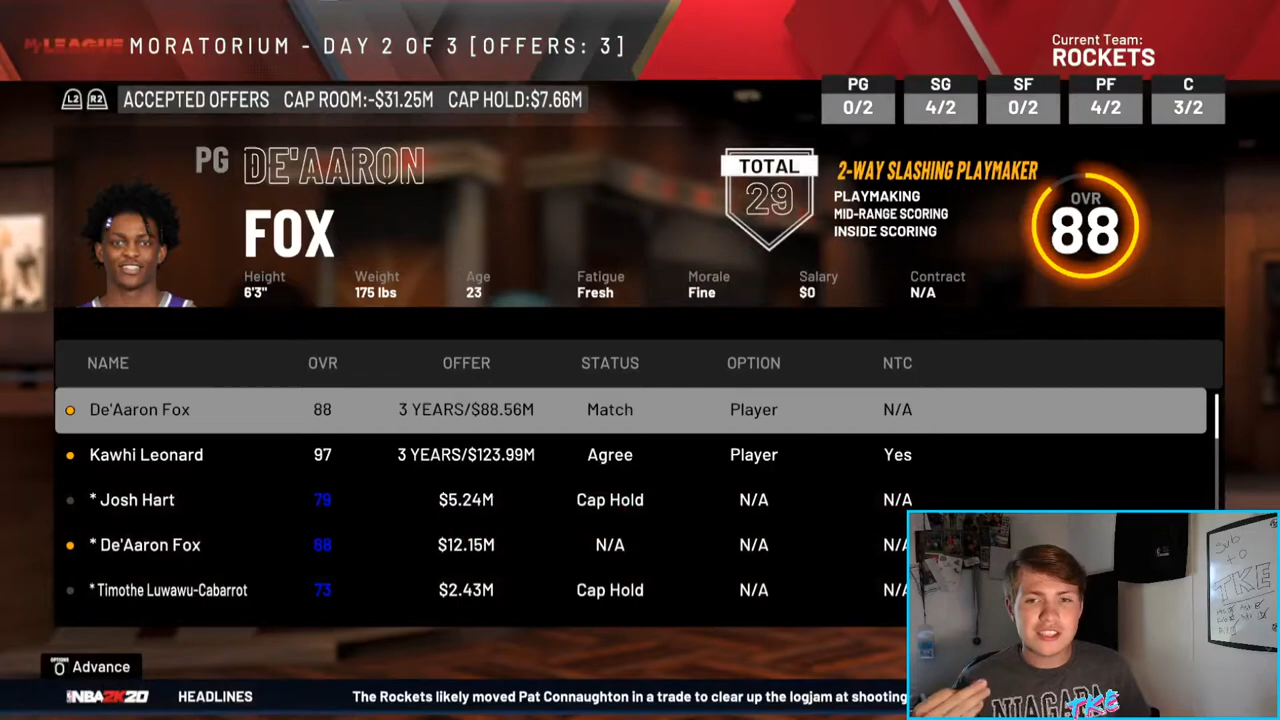 MyLEAGUE MORATORIUM - DAY 2 OF 3 [OFFERS: 3]
Current Team:
ROCKETS
L2 R2 ACCEPTED OFFERS CAP ROOM:-$31.25M CAP HOLD:$7.66M
PG SG SF PF C
0/2 4/2 0/2 4/2 3/2
PG DE'AARON
FOX
TOTAL
29
2-WAY SLASHING PLAYMAKER
PLAYMAKING
MID-RANGE SCORING
INSIDE SCORING
OVR
88
Height Weight Age Fatigue Morale Salary Contract
6'3" 175 lbs 23 Fresh Fine $0 N/A
NAME OVR OFFER STATUS OPTION NTC
De'Aaron Fox 88 3 YEARS/$88.56M Match Player N/A
Kawhi Leonard 97 3 YEARS/$123.99M Agree Player Yes
* Josh Hart 79 $5.24M Cap Hold N/A N/A
* De'Aaron Fox 88 $12.15M N/A N/A N/A
* Timothe Luwawu-Cabarrot 73 $2.43M Cap Hold N/A N/A
Sub
to
TKE
OPTIONS Advance
NBA2K20 HEADLINES The Rockets likely moved Pat Connaughton in a trade to clear up the logjam at shooting
NIAGARA
TKE